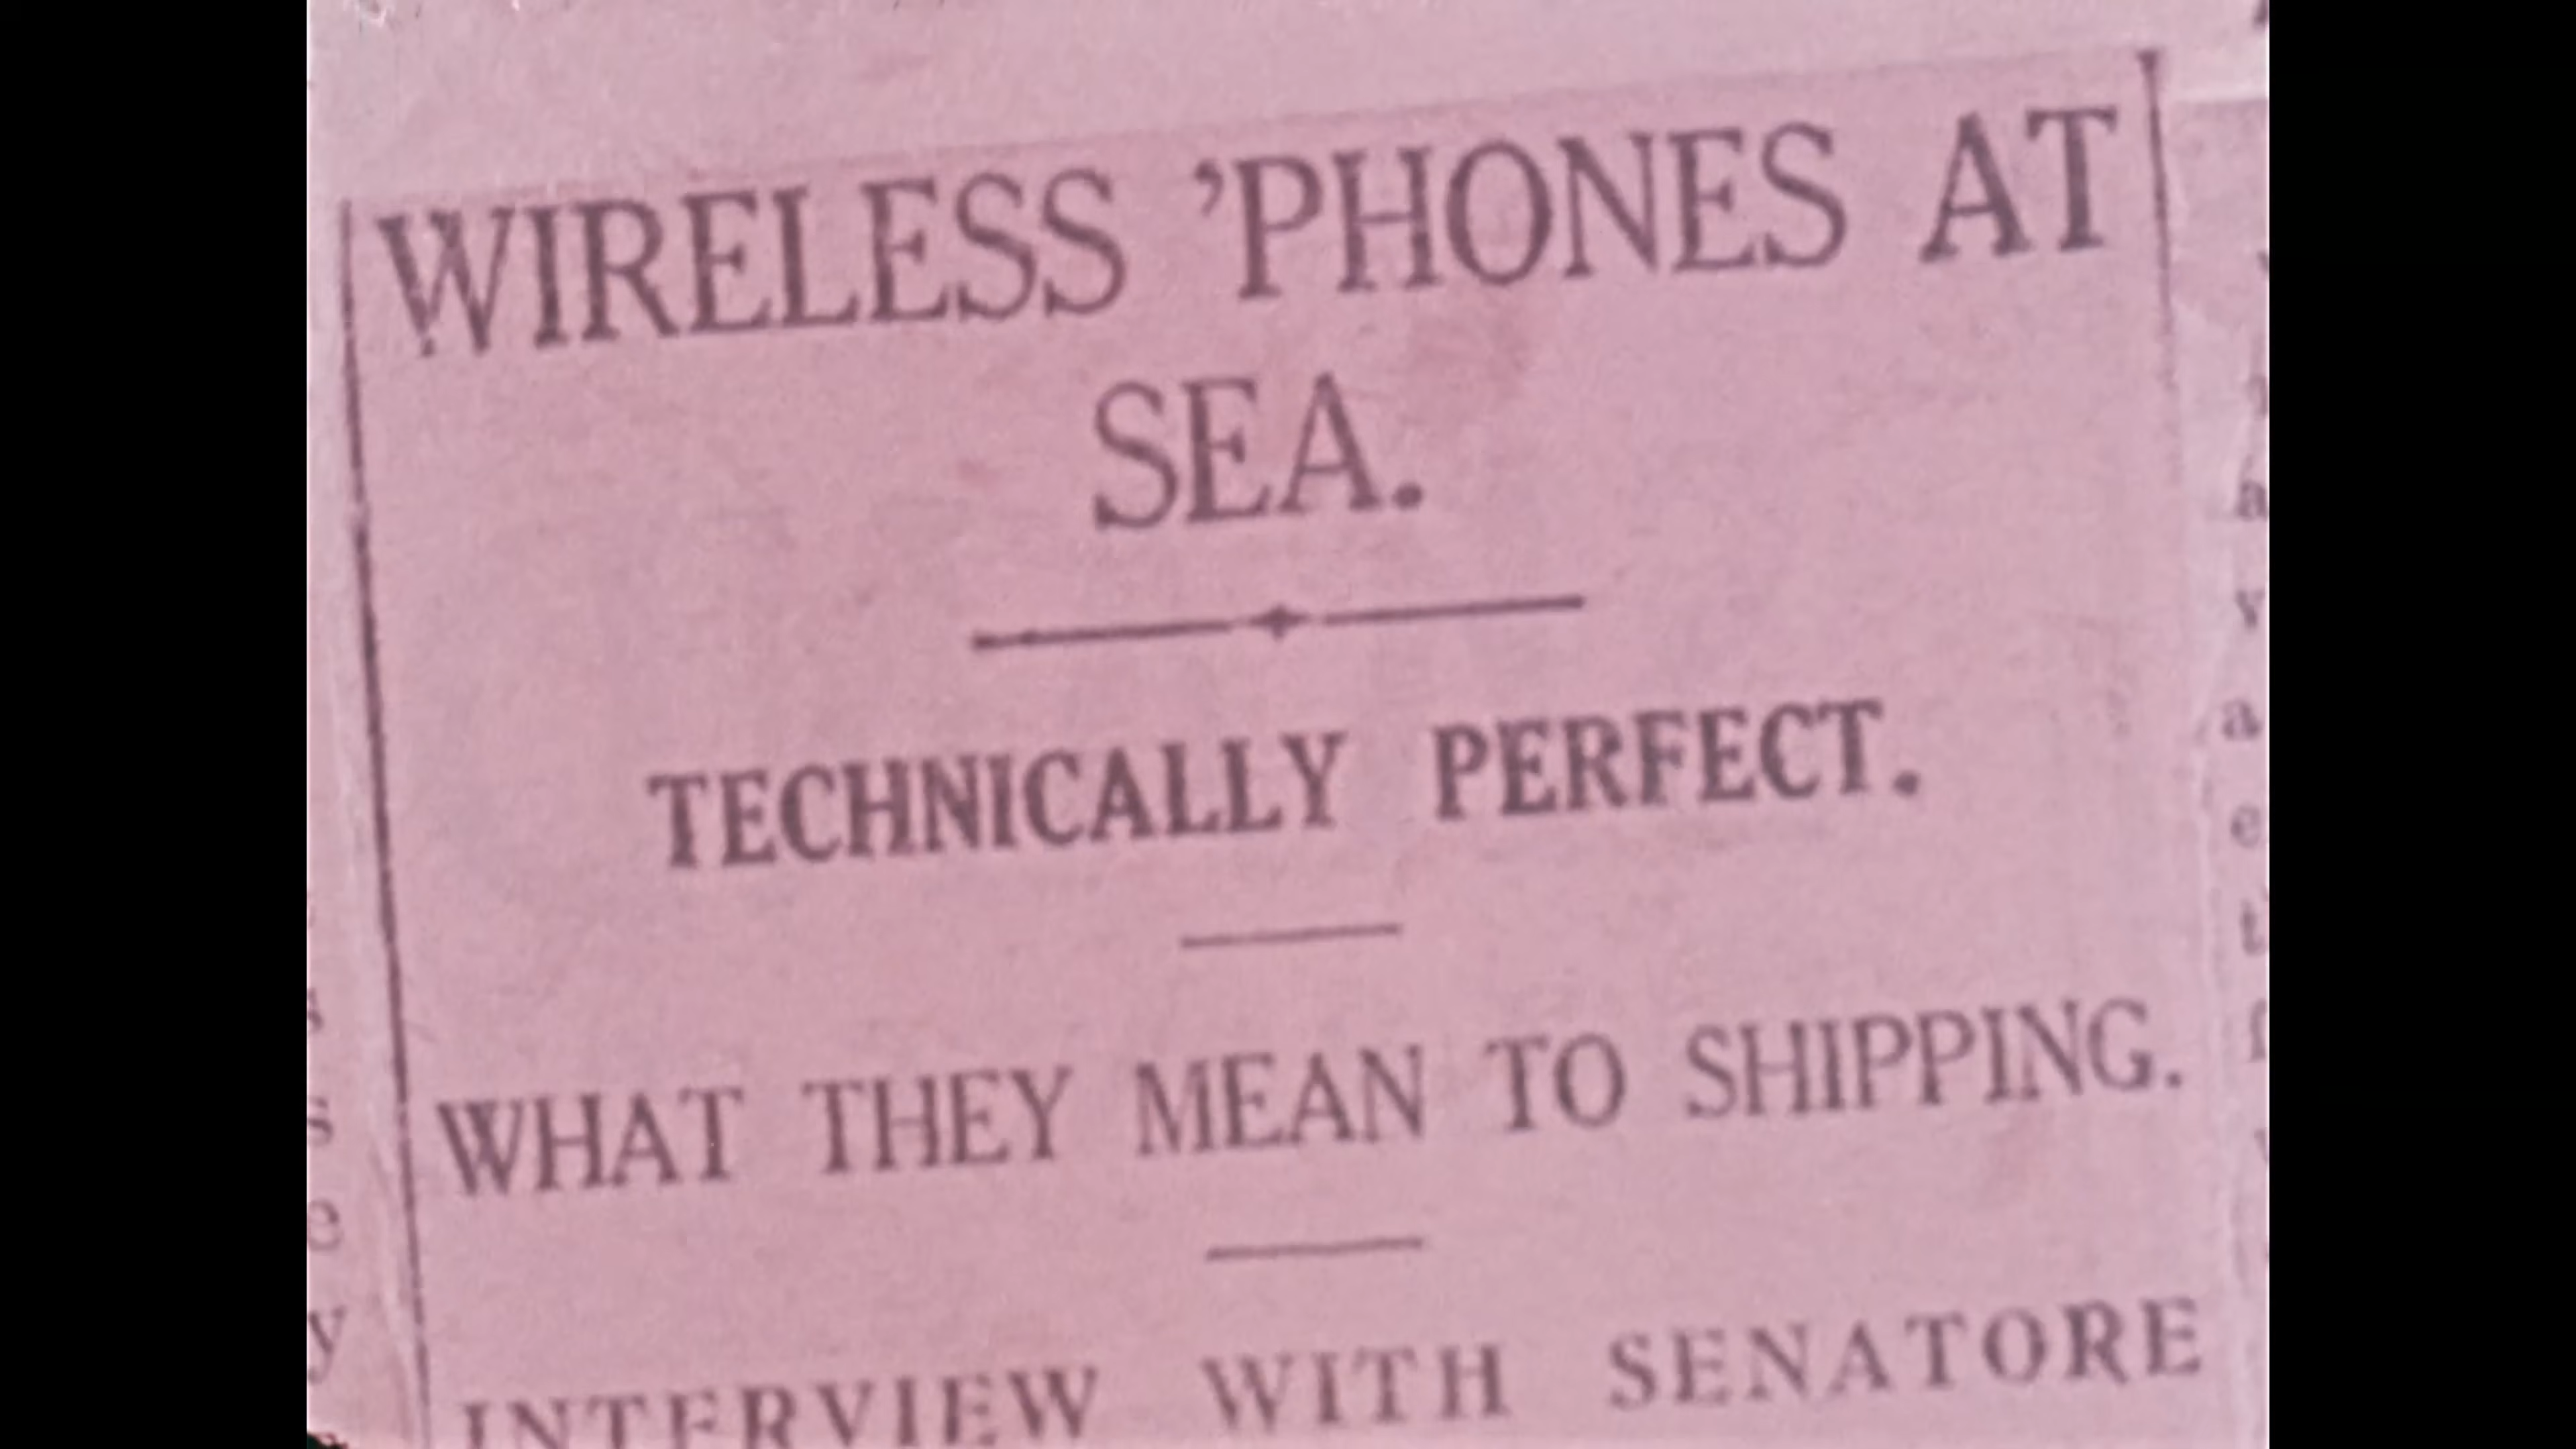 WIRELESS ’PHONES AT
SEA.
TECHNICALLY PERFECT.
WHAT THEY MEAN TO SHIPPING.
INTERVIEW WITH SENATORE